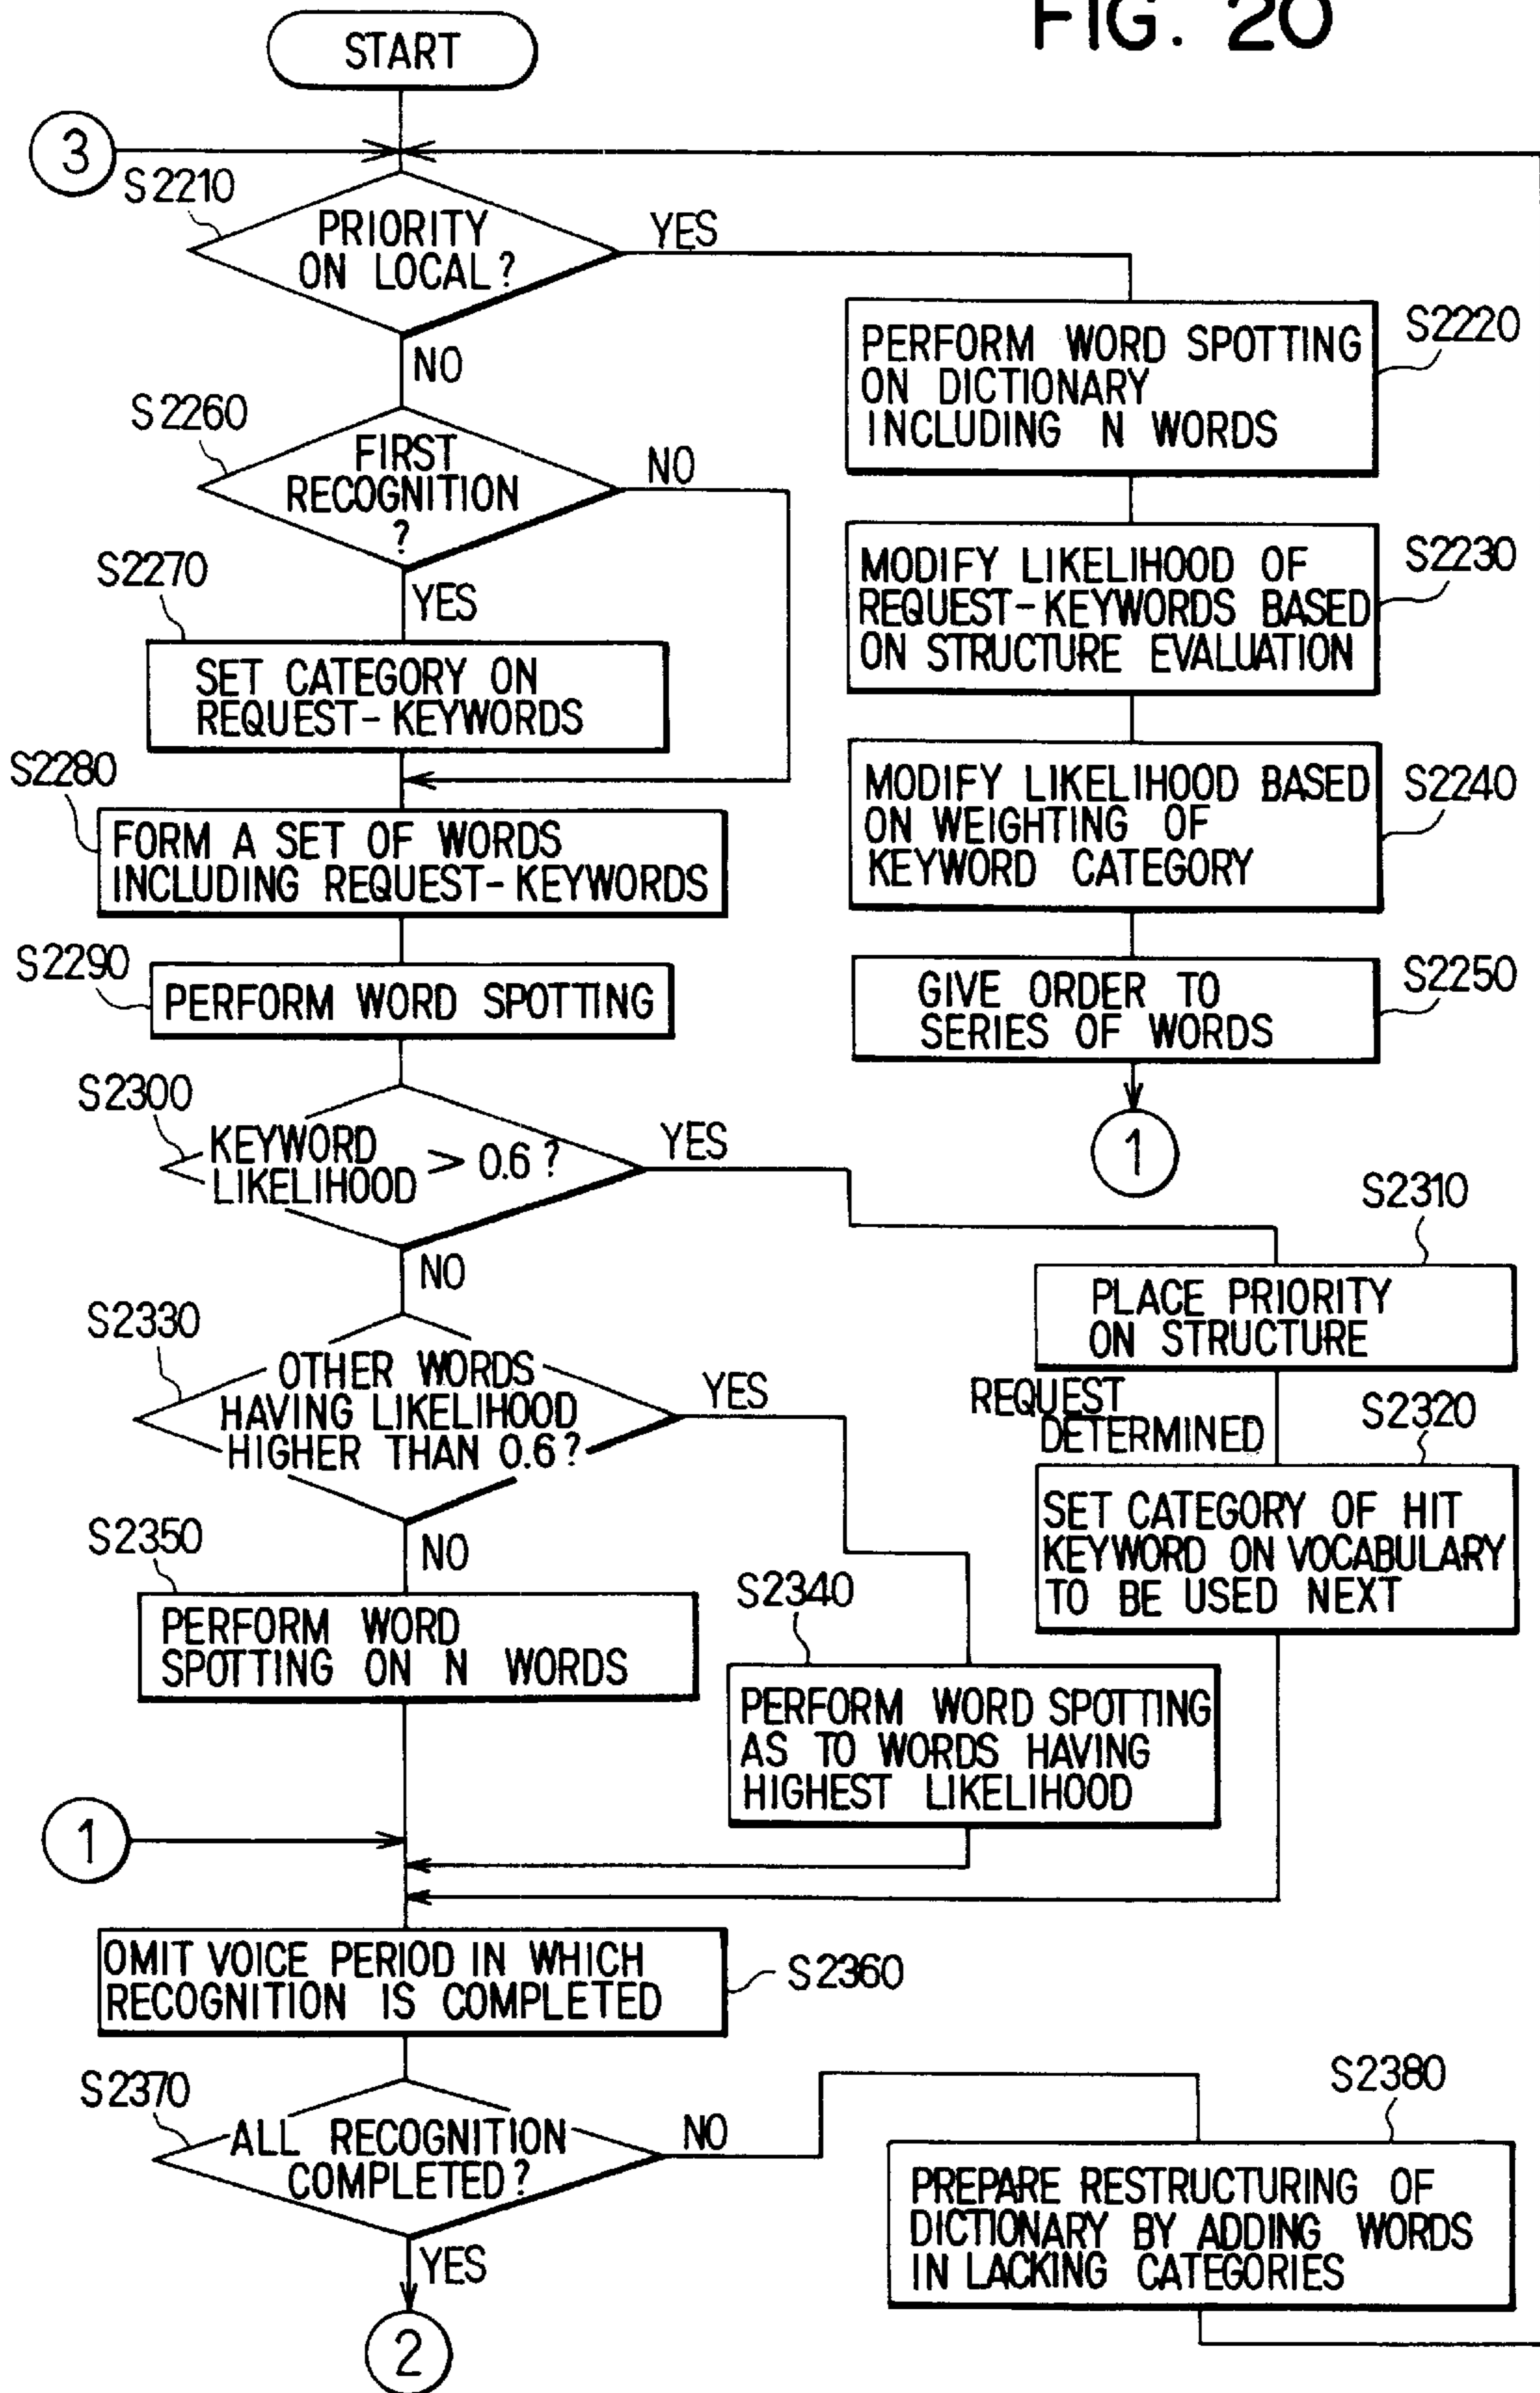 FIG. 20
START
3
S2210
PRIORITY
ON LOCAL?
YES
NO
S2220
PERFORM WORD SPOTTING
ON DICTIONARY
INCLUDING N WORDS
S2260
FIRST
RECOGNITION
?
NO
YES
S2230
MODIFY LIKELIHOOD OF
REQUEST-KEYWORDS BASED
ON STRUCTURE EVALUATION
S2270
SET CATEGORY ON
REQUEST-KEYWORDS
S2240
MODIFY LIKELIHOOD BASED
ON WEIGHTING OF
KEYWORD CATEGORY
S2280
FORM A SET OF WORDS
INCLUDING REQUEST-KEYWORDS
S2250
GIVE ORDER TO
SERIES OF WORDS
1
S2290
PERFORM WORD SPOTTING
S2300
KEYWORD
LIKELIHOOD > 0.6?
YES
NO
S2310
PLACE PRIORITY
ON STRUCTURE
REQUEST
DETERMINED
S2320
SET CATEGORY OF HIT
KEYWORD ON VOCABULARY
TO BE USED NEXT
S2330
OTHER WORDS
HAVING LIKELIHOOD
HIGHER THAN 0.6?
YES
NO
S2340
PERFORM WORD SPOTTING
AS TO WORDS HAVING
HIGHEST LIKELIHOOD
S2350
PERFORM WORD
SPOTTING ON N WORDS
1
OMIT VOICE PERIOD IN WHICH
RECOGNITION IS COMPLETED
S2360
S2370
ALL RECOGNITION
COMPLETED?
NO
YES
S2380
PREPARE RESTRUCTURING OF
DICTIONARY BY ADDING WORDS
IN LACKING CATEGORIES
2